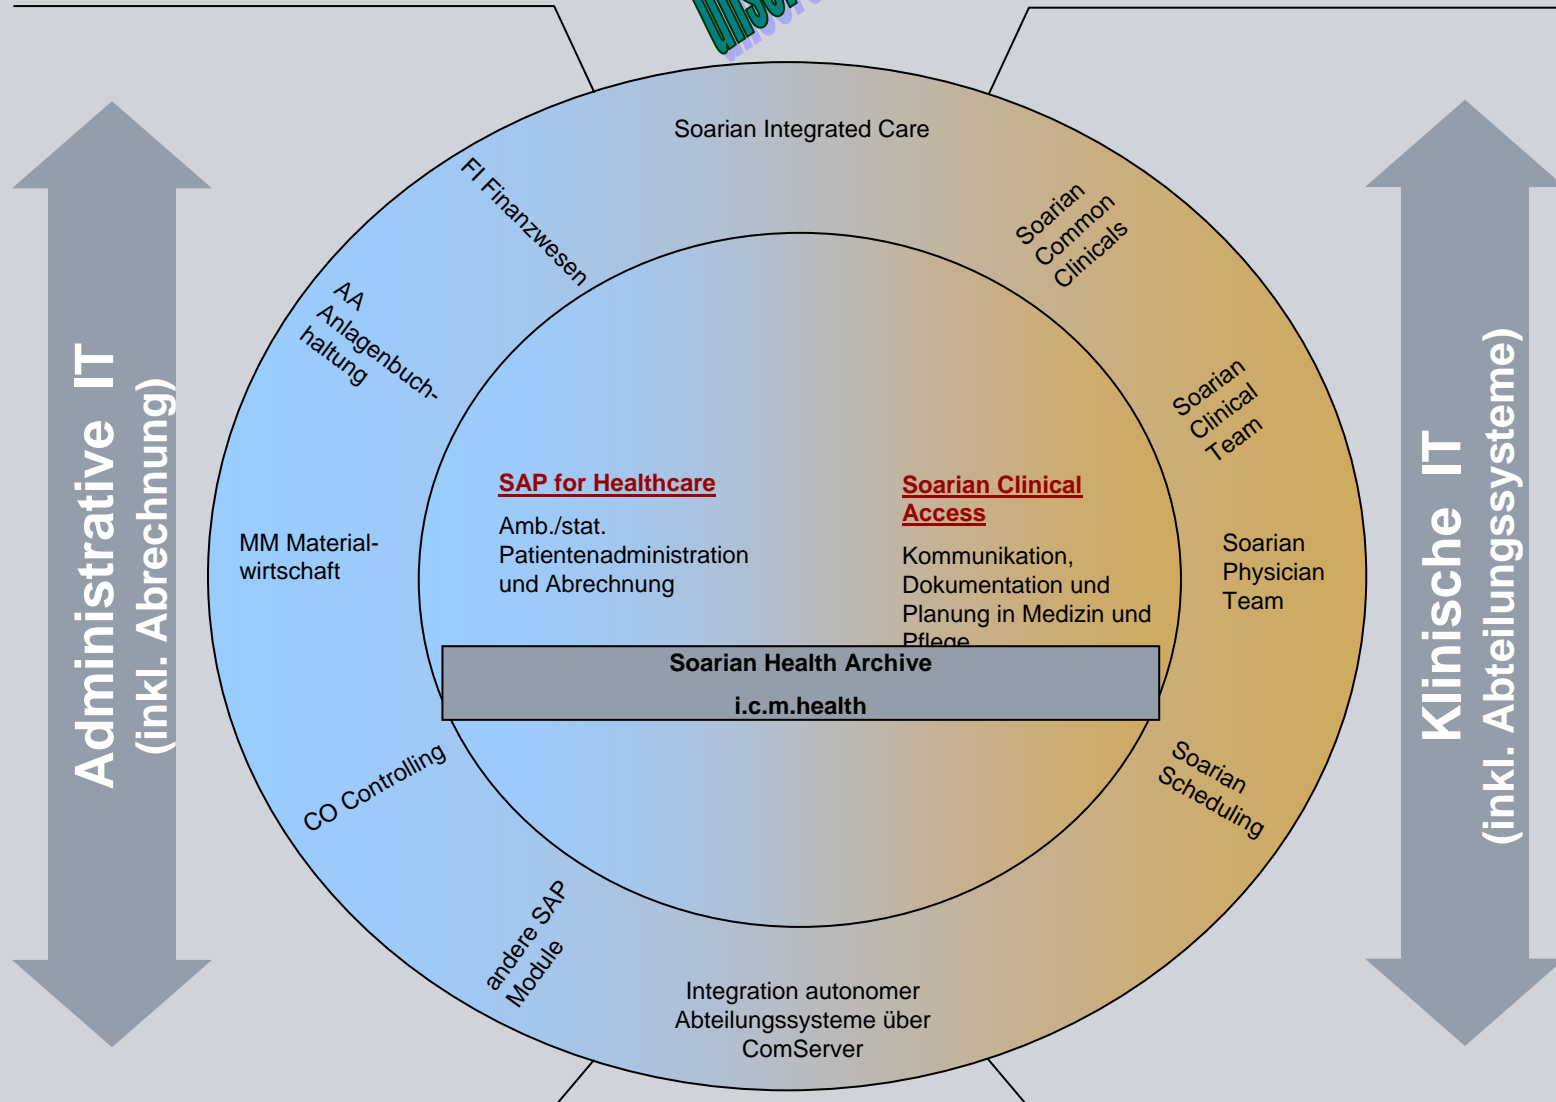 Soarian Integrated Care
FI Finanzwesen
AA
Anlagenbuch-
haltung
MM Material-
wirtschaft
CO Controlling
andere SAP
Module
Soarian
Common
Clinicals
Soarian
Clinical
Team
Soarian
Physician
Team
Soarian
Scheduling
SAP for Healthcare
Amb./stat.
Patientenadministration
und Abrechnung
Soarian Clinical
Access
Kommunikation,
Dokumentation und
Planung in Medizin und
Pflege
Soarian Health Archive
i.c.m.health
Integration autonomer
Abteilungssysteme über
ComServer
Administrative IT
(inkl. Abrechnung)
Klinische IT
(inkl. Abteilungssysteme)